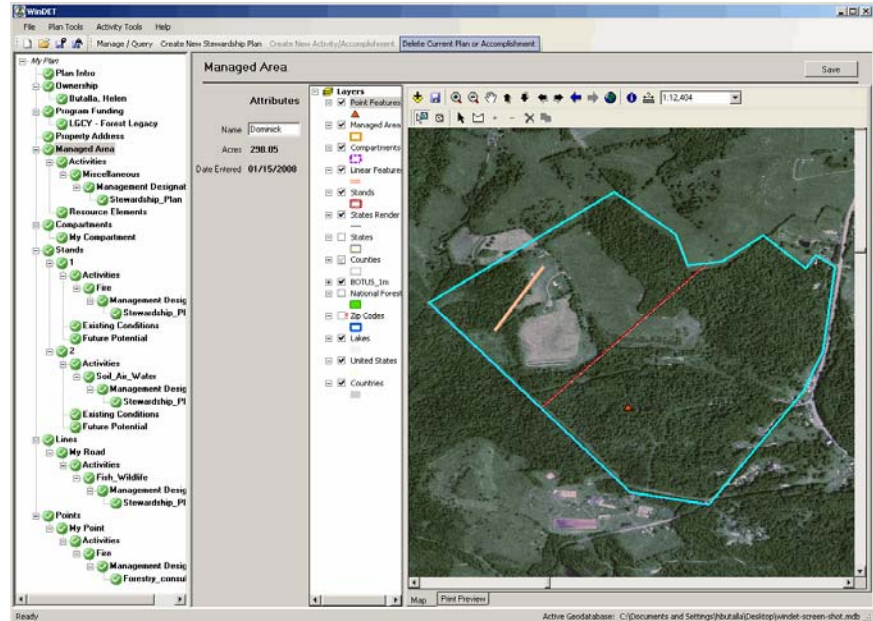 WinDET
File Plan Tools Activity Tools Help
Manage / Query Create New Stewardship Plan Create New Activity/Accomplishment Delete Current Plan or Accomplishment
My Plan
Plan Intro
Ownership
Butalla, Helen
Program Funding
LGCY - Forest Legacy
Property Address
Managed Area
Activities
Miscellaneous
Management Designat
Stewardship_Plan
Resource Elements
Compartments
My Compartment
Stands
1
Activities
Fire
Management Desig
Stewardship_Pl
Existing Conditions
Future Potential
2
Activities
Soil_Air_Water
Management Desig
Stewardship_Pl
Existing Conditions
Future Potential
Lines
My Road
Activities
Fish_Wildlife
Management Desig
Stewardship_Pl
Points
My Point
Activities
Fire
Management Desig
Forestry_consul
Managed Area
Save
Attributes
Name Dominick
Acres 298.05
Date Entered 01/15/2008
Layers
Point Features
Managed Area
Compartments
Linear Feature
Stands
States Render
States
Counties
BOTUS_1m
National Forest
Zip Codes
Lakes
United States
Countries
1:12,404
Map Print Preview
Ready
Active Geodatabase: C:\Documents and Settings\hbutalla\Desktop\windet-screen-shot.mdb